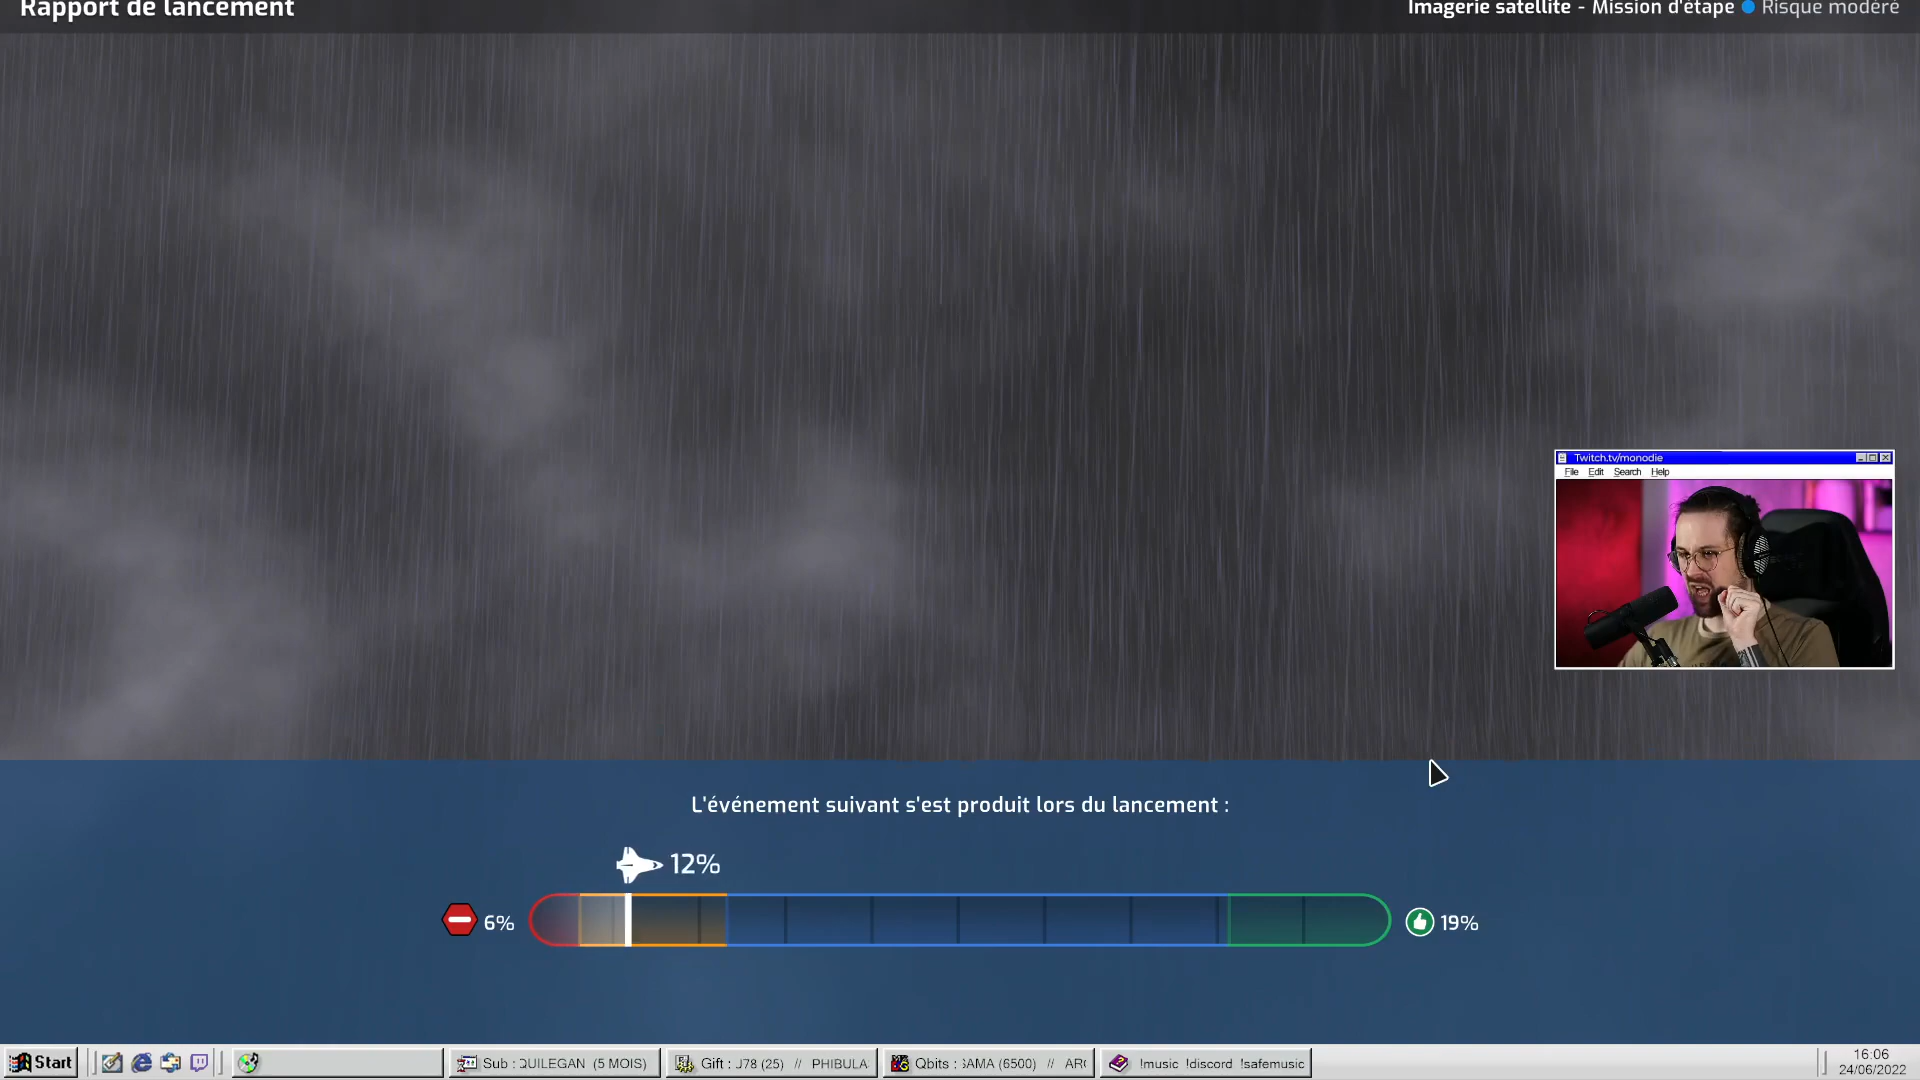 Rapport de lancement
Imagerie satellite - Mission d'étape Risque modéré
Twitch.tv/monodie
File Edit Search Help
L'événement suivant s'est produit lors du lancement :
12%
6%
19%
Start
Sub : QUILEGAN (5 MOIS)
Gift : J78 (25) // PHIBULA
Qbits : SAMA (6500) // ARC
!music !discord !safemusic
16:06
24/06/2022